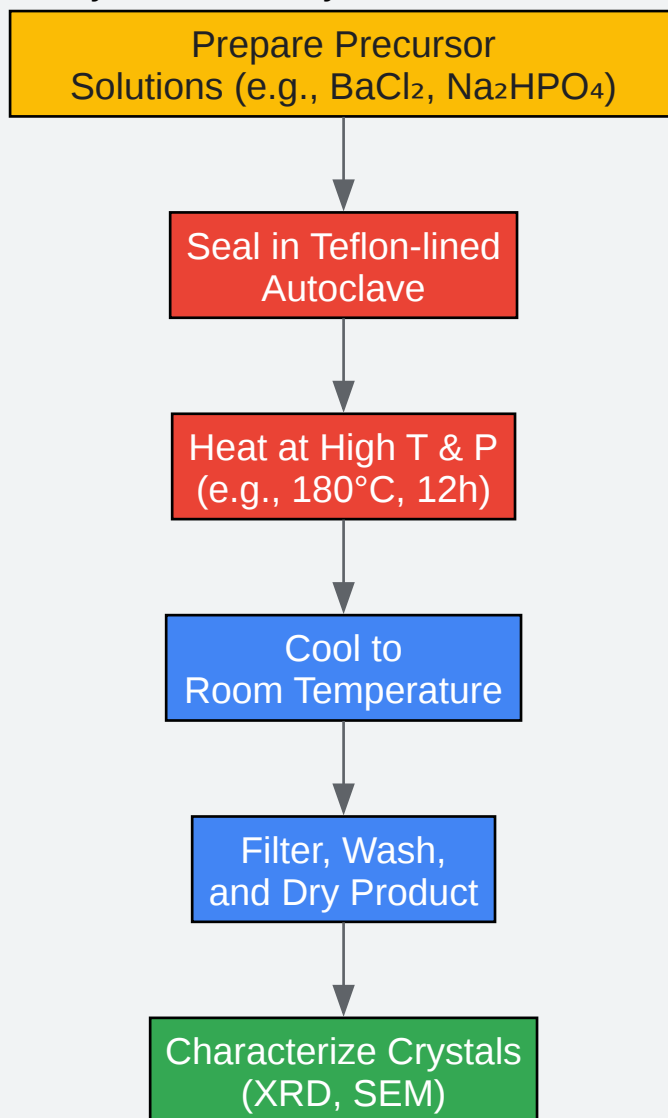 Prepare Precursor
Solutions (e.g., BaCl₂, Na₂HPO₄)
Seal in Teflon-lined
Autoclave
Heat at High T & P
(e.g., 180°C, 12h)
Cool to
Room Temperature
Filter, Wash,
and Dry Product
Characterize Crystals
(XRD, SEM)